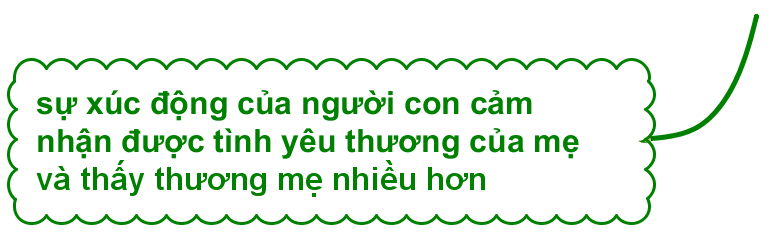 sự xúc động của người con cảm
nhận được tình yêu thương của mẹ
và thấy thương mẹ nhiều hơn